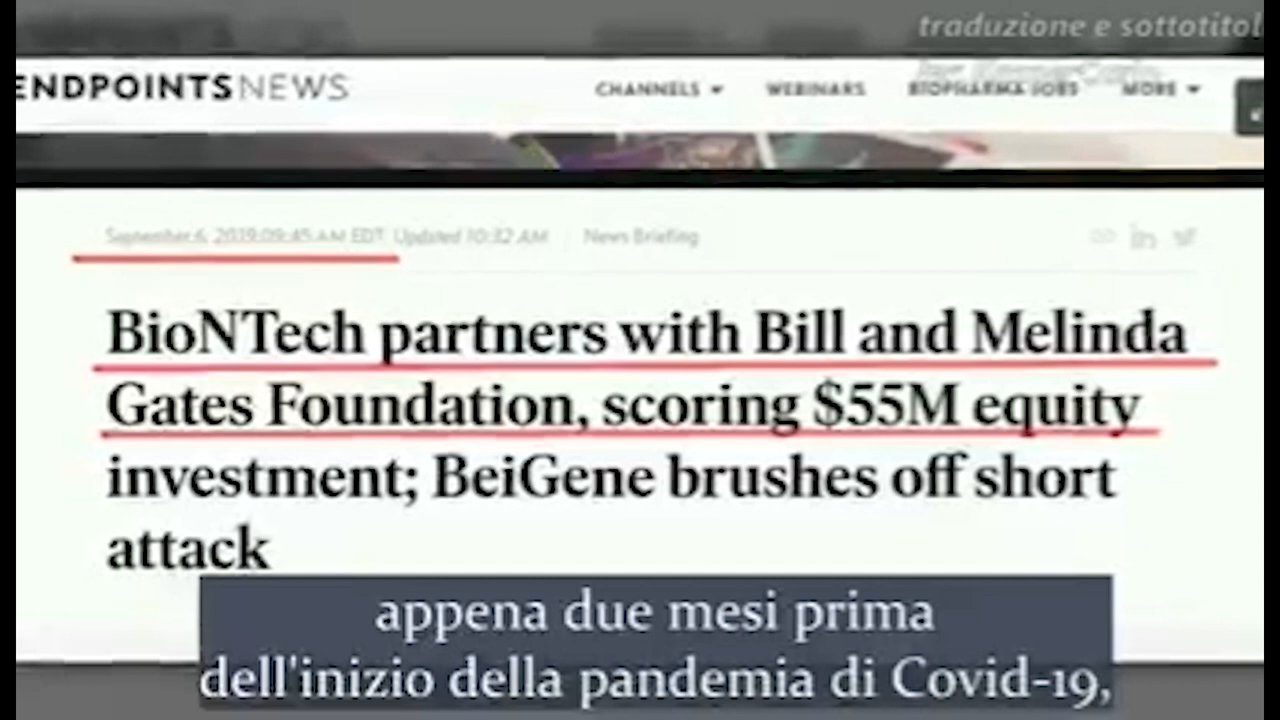 traduzione e sottotitol
ENDPOINTS NEWS
CHANNELS WEBINARS BIOPHARMA JOBS MORE
September 6, 2019 09:45 AM EDT Updated 10:32 AM News Briefing
in
BioNTech partners with Bill and Melinda
Gates Foundation, scoring $55M equity
investment; BeiGene brushes off short
attack
appena due mesi prima
dell'inizio della pandemia di Covid-19,